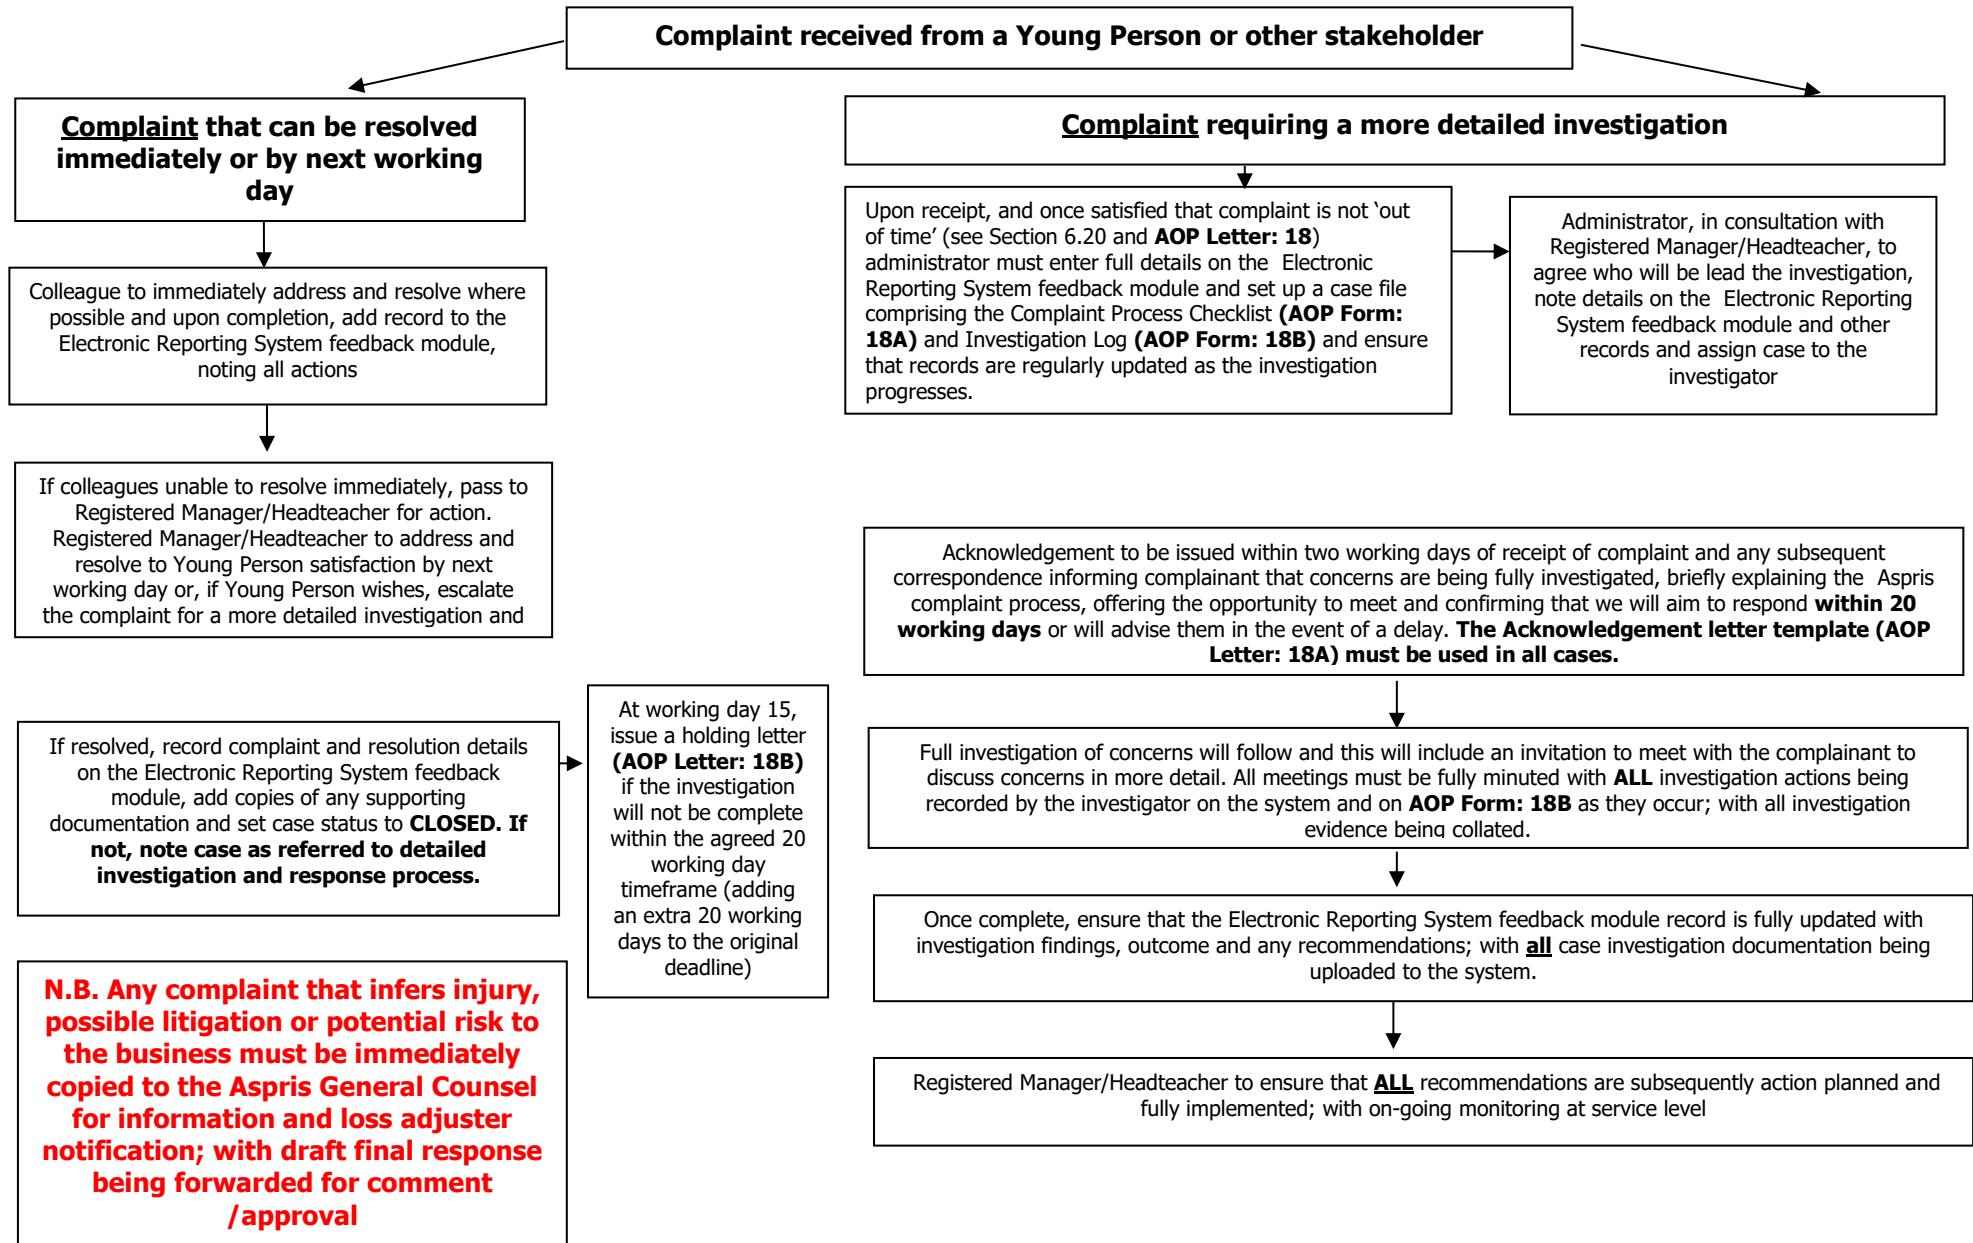 Complaint received from a Young Person or other stakeholder
Complaint that can be resolved
immediately or by next working
day
Colleague to immediately address and resolve where
possible and upon completion, add record to the
Electronic Reporting System feedback module,
noting all actions
If colleagues unable to resolve immediately, pass to
Registered Manager/Headteacher for action.
Registered Manager/Headteacher to address and
resolve to Young Person satisfaction by next
working day or, if Young Person wishes, escalate
the complaint for a more detailed investigation and
If resolved, record complaint and resolution details
on the Electronic Reporting System feedback
module, add copies of any supporting
documentation and set case status to CLOSED. If
not, note case as referred to detailed
investigation and response process.
N.B. Any complaint that infers injury,
possible litigation or potential risk to
the business must be immediately
copied to the Aspris General Counsel
for information and loss adjuster
notification; with draft final response
being forwarded for comment
/approval
At working day 15,
issue a holding letter
(AOP Letter: 18B)
if the investigation
will not be complete
within the agreed 20
working day
timeframe (adding
an extra 20 working
days to the original
deadline)
Complaint requiring a more detailed investigation
Upon receipt, and once satisfied that complaint is not ‘out
of time’ (see Section 6.20 and AOP Letter: 18)
administrator must enter full details on the Electronic
Reporting System feedback module and set up a case file
comprising the Complaint Process Checklist (AOP Form:
18A) and Investigation Log (AOP Form: 18B) and ensure
that records are regularly updated as the investigation
progresses.
Administrator, in consultation with
Registered Manager/Headteacher, to
agree who will be lead the investigation,
note details on the Electronic Reporting
System feedback module and other
records and assign case to the
investigator
Acknowledgement to be issued within two working days of receipt of complaint and any subsequent
correspondence informing complainant that concerns are being fully investigated, briefly explaining the Aspris
complaint process, offering the opportunity to meet and confirming that we will aim to respond within 20
working days or will advise them in the event of a delay. The Acknowledgement letter template (AOP
Letter: 18A) must be used in all cases.
Full investigation of concerns will follow and this will include an invitation to meet with the complainant to
discuss concerns in more detail. All meetings must be fully minuted with ALL investigation actions being
recorded by the investigator on the system and on AOP Form: 18B as they occur; with all investigation
evidence being collated.
Once complete, ensure that the Electronic Reporting System feedback module record is fully updated with
investigation findings, outcome and any recommendations; with all case investigation documentation being
uploaded to the system.
Registered Manager/Headteacher to ensure that ALL recommendations are subsequently action planned and
fully implemented; with on-going monitoring at service level